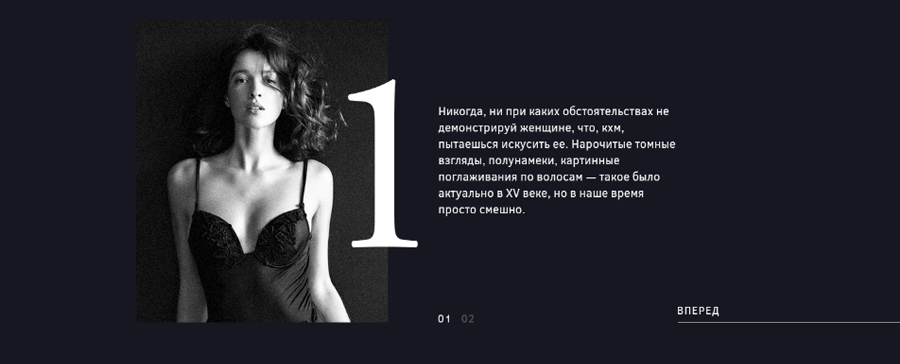 1
Никогда, ни при каких обстоятельствах не
демонстрируй женщине, что, кхм,
пытаешься искусить ее. Нарочитые томные
взгляды, полунамеки, картинные
поглаживания по волосам — такое было
актуально в XV веке, но в наше время
просто смешно.
01 02
ВПЕРЕД